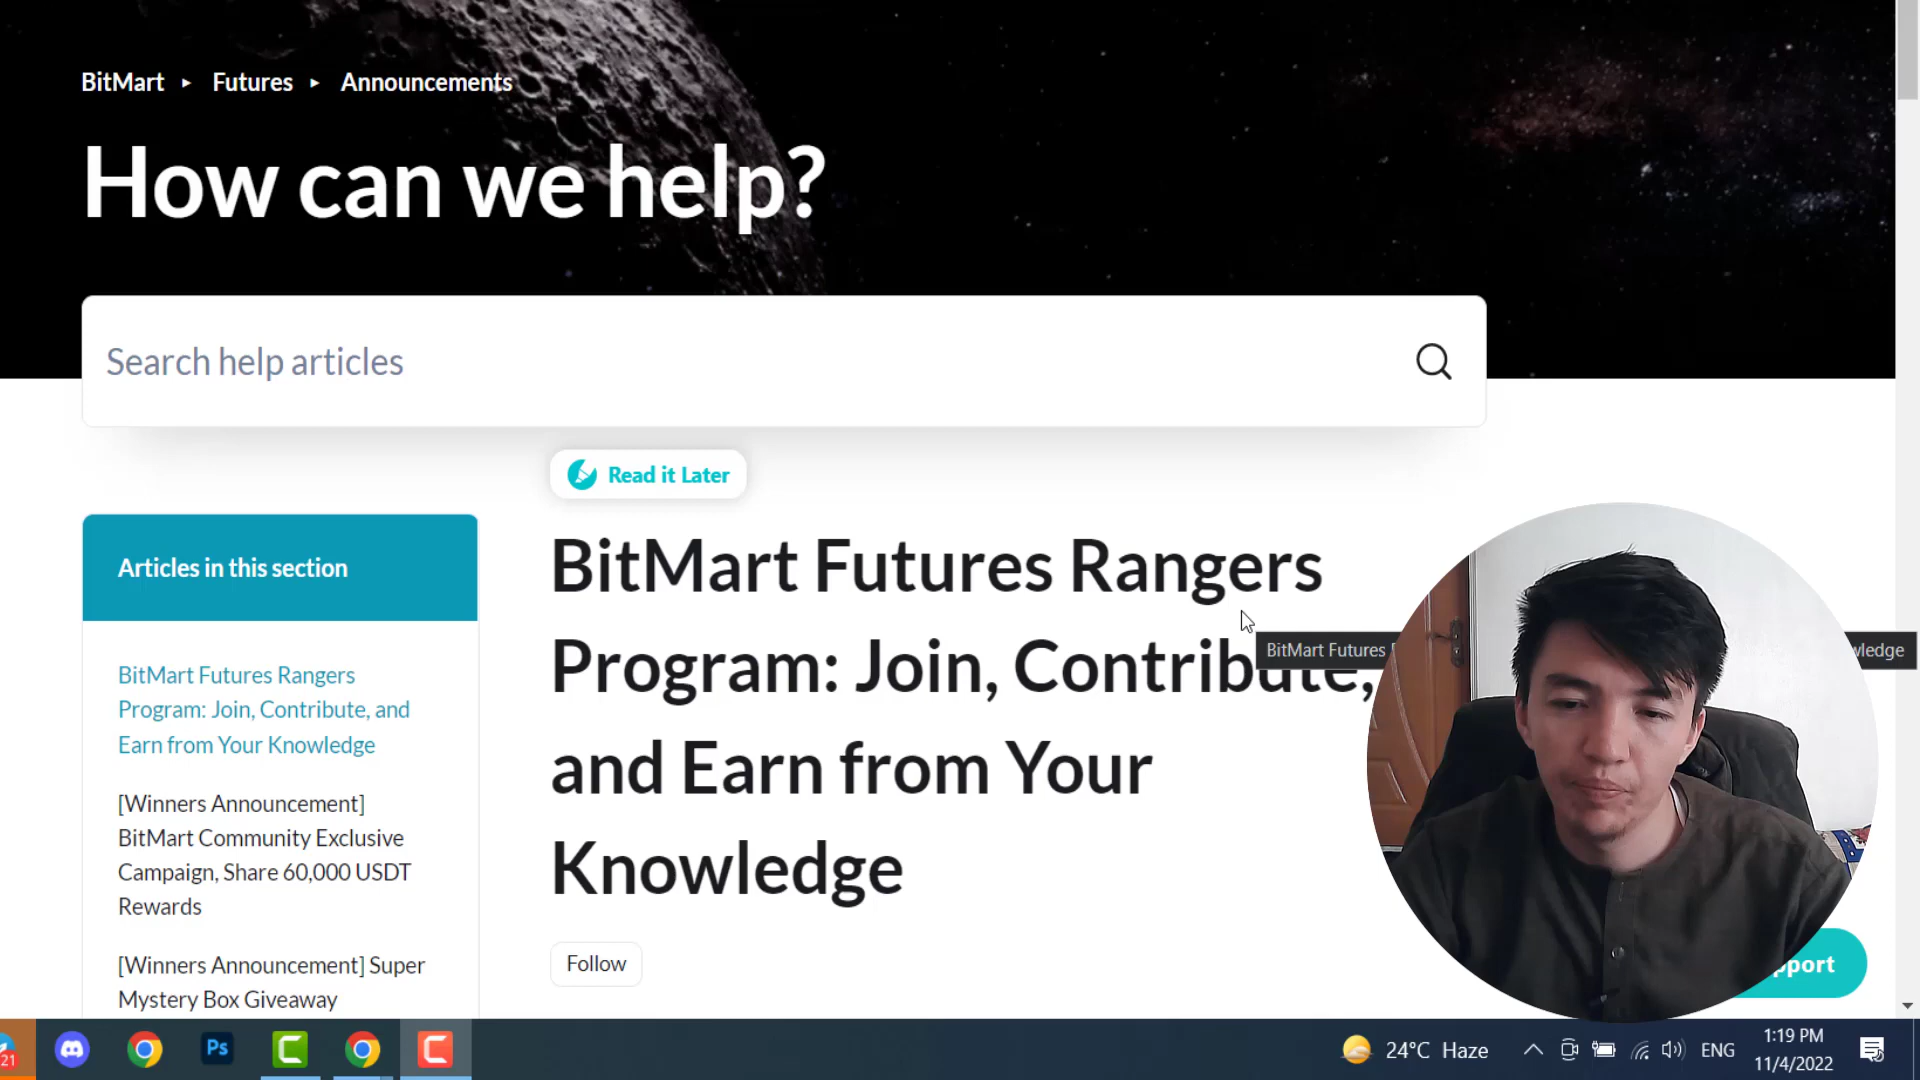 BitMart ▸ Futures ▸ Announcements
How can we help?
Search help articles
Read it Later
Articles in this section
BitMart Futures Rangers
Program: Join, Contribute, and
Earn from Your Knowledge
[Winners Announcement]
BitMart Community Exclusive
Campaign, Share 60,000 USDT
Rewards
[Winners Announcement] Super
Mystery Box Giveaway
BitMart Futures Rangers
Program: Join, Contribute,
and Earn from Your
Knowledge
Follow
BitMart Futures
21
Ps
24°C Haze
ENG
1:19 PM
11/4/2022